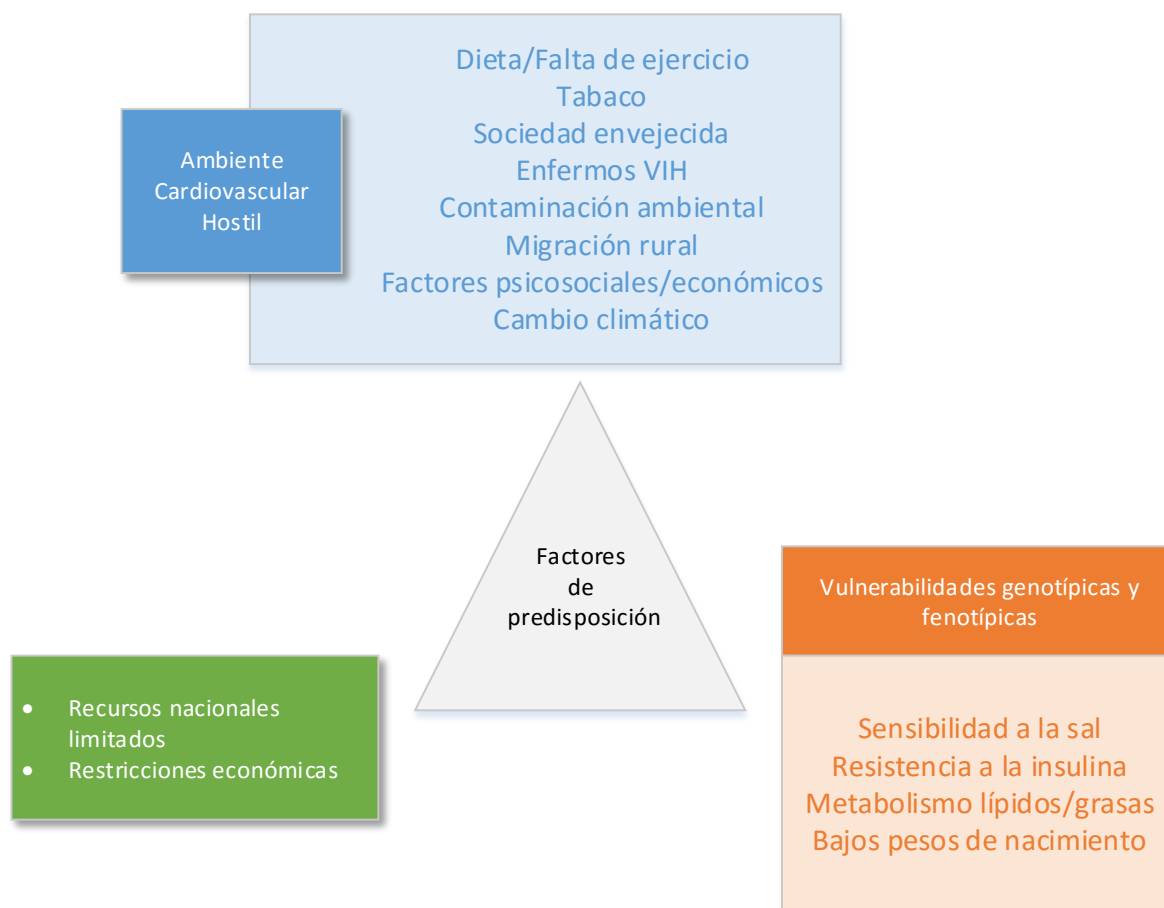 Dieta/Falta de ejercicio
Tabaco
Sociedad envejecida
Enfermos VIH
Contaminación ambiental
Migración rural
Factores psicosociales/económicos
Cambio climático
Ambiente
Cardiovascular
Hostil
Factores
de
predisposición
Vulnerabilidades genotípicas y
fenotípicas
Sensibilidad a la sal
Resistencia a la insulina
Metabolismo lípidos/grasas
Bajos pesos de nacimiento
• Recursos nacionales
limitados
• Restricciones económicas